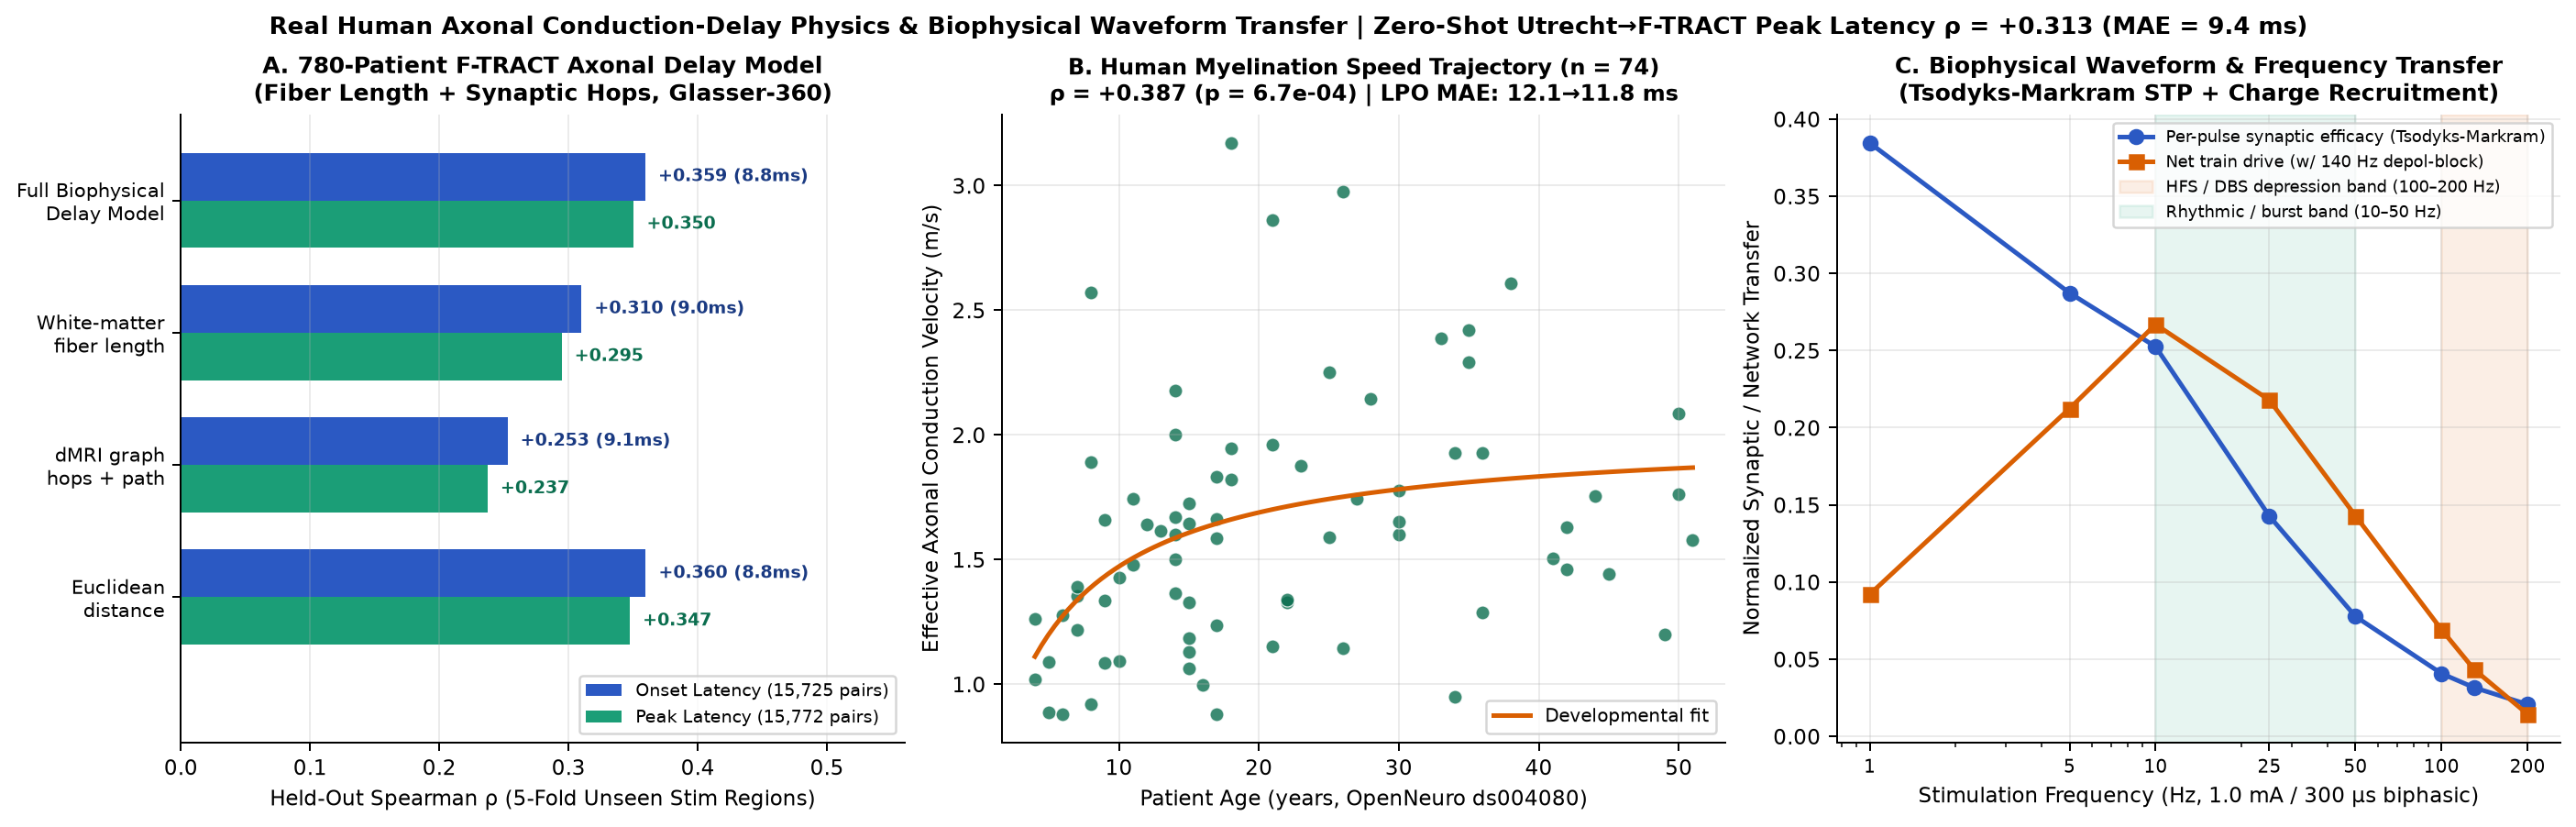 Real Human Axonal Conduction-Delay Physics & Biophysical Waveform Transfer | Zero-Shot Utrecht→F-TRACT Peak Latency ρ = +0.313 (MAE = 9.4 ms)
A. 780-Patient F-TRACT Axonal Delay Model
(Fiber Length + Synaptic Hops, Glasser-360)
Full Biophysical
Delay Model
White-matter
fiber length
dMRI graph
hops + path
Euclidean
distance
+0.359 (8.8ms)
+0.350
+0.310 (9.0ms)
+0.295
+0.253 (9.1ms)
+0.237
+0.360 (8.8ms)
+0.347
Onset Latency (15,725 pairs)
Peak Latency (15,772 pairs)
0.0 0.1 0.2 0.3 0.4 0.5
Held-Out Spearman ρ (5-Fold Unseen Stim Regions)
B. Human Myelination Speed Trajectory (n = 74)
ρ = +0.387 (p = 6.7e-04) | LPO MAE: 12.1→11.8 ms
Effective Axonal Conduction Velocity (m/s)
3.0
2.5
2.0
1.5
1.0
Developmental fit
10 20 30 40 50
Patient Age (years, OpenNeuro ds004080)
C. Biophysical Waveform & Frequency Transfer
(Tsodyks-Markram STP + Charge Recruitment)
Normalized Synaptic / Network Transfer
0.40
0.35
0.30
0.25
0.20
0.15
0.10
0.05
0.00
Per-pulse synaptic efficacy (Tsodyks-Markram)
Net train drive (w/ 140 Hz depol-block)
HFS / DBS depression band (100–200 Hz)
Rhythmic / burst band (10–50 Hz)
1 5 10 25 50 100 200
Stimulation Frequency (Hz, 1.0 mA / 300 µs biphasic)